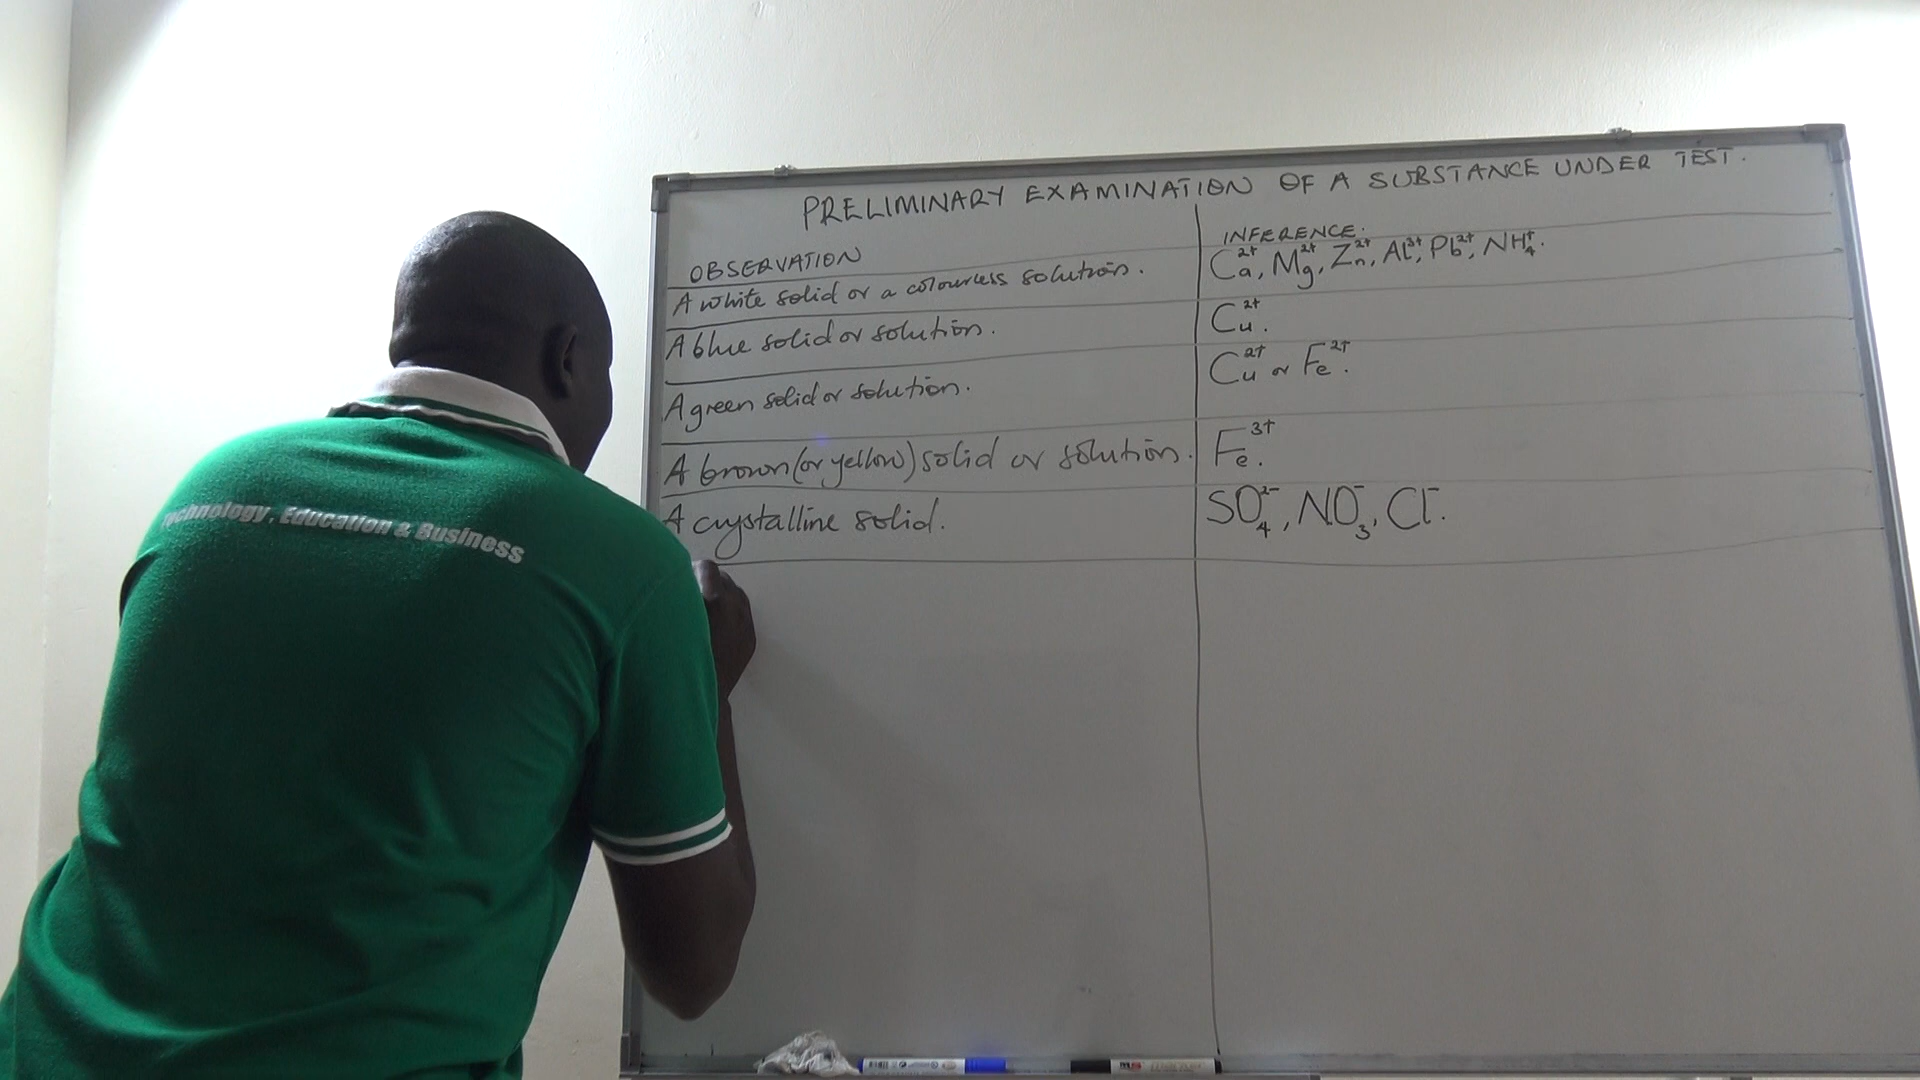 PRELIMINARY EXAMINATION OF A SUBSTANCE UNDER TEST.
OBSERVATION INFERENCE.
A white solid or a colourless solution. Ca²⁺, Mg²⁺, Zn²⁺, Al³⁺, Pb²⁺, NH₄⁺.
A blue solid or solution. Cu²⁺.
A green solid or solution. Cu²⁺ or Fe²⁺.
A brown (or yellow) solid or solution. Fe³⁺.
A crystalline solid. SO₄²⁻, NO₃⁻, Cl⁻.
Technology, Education & Business